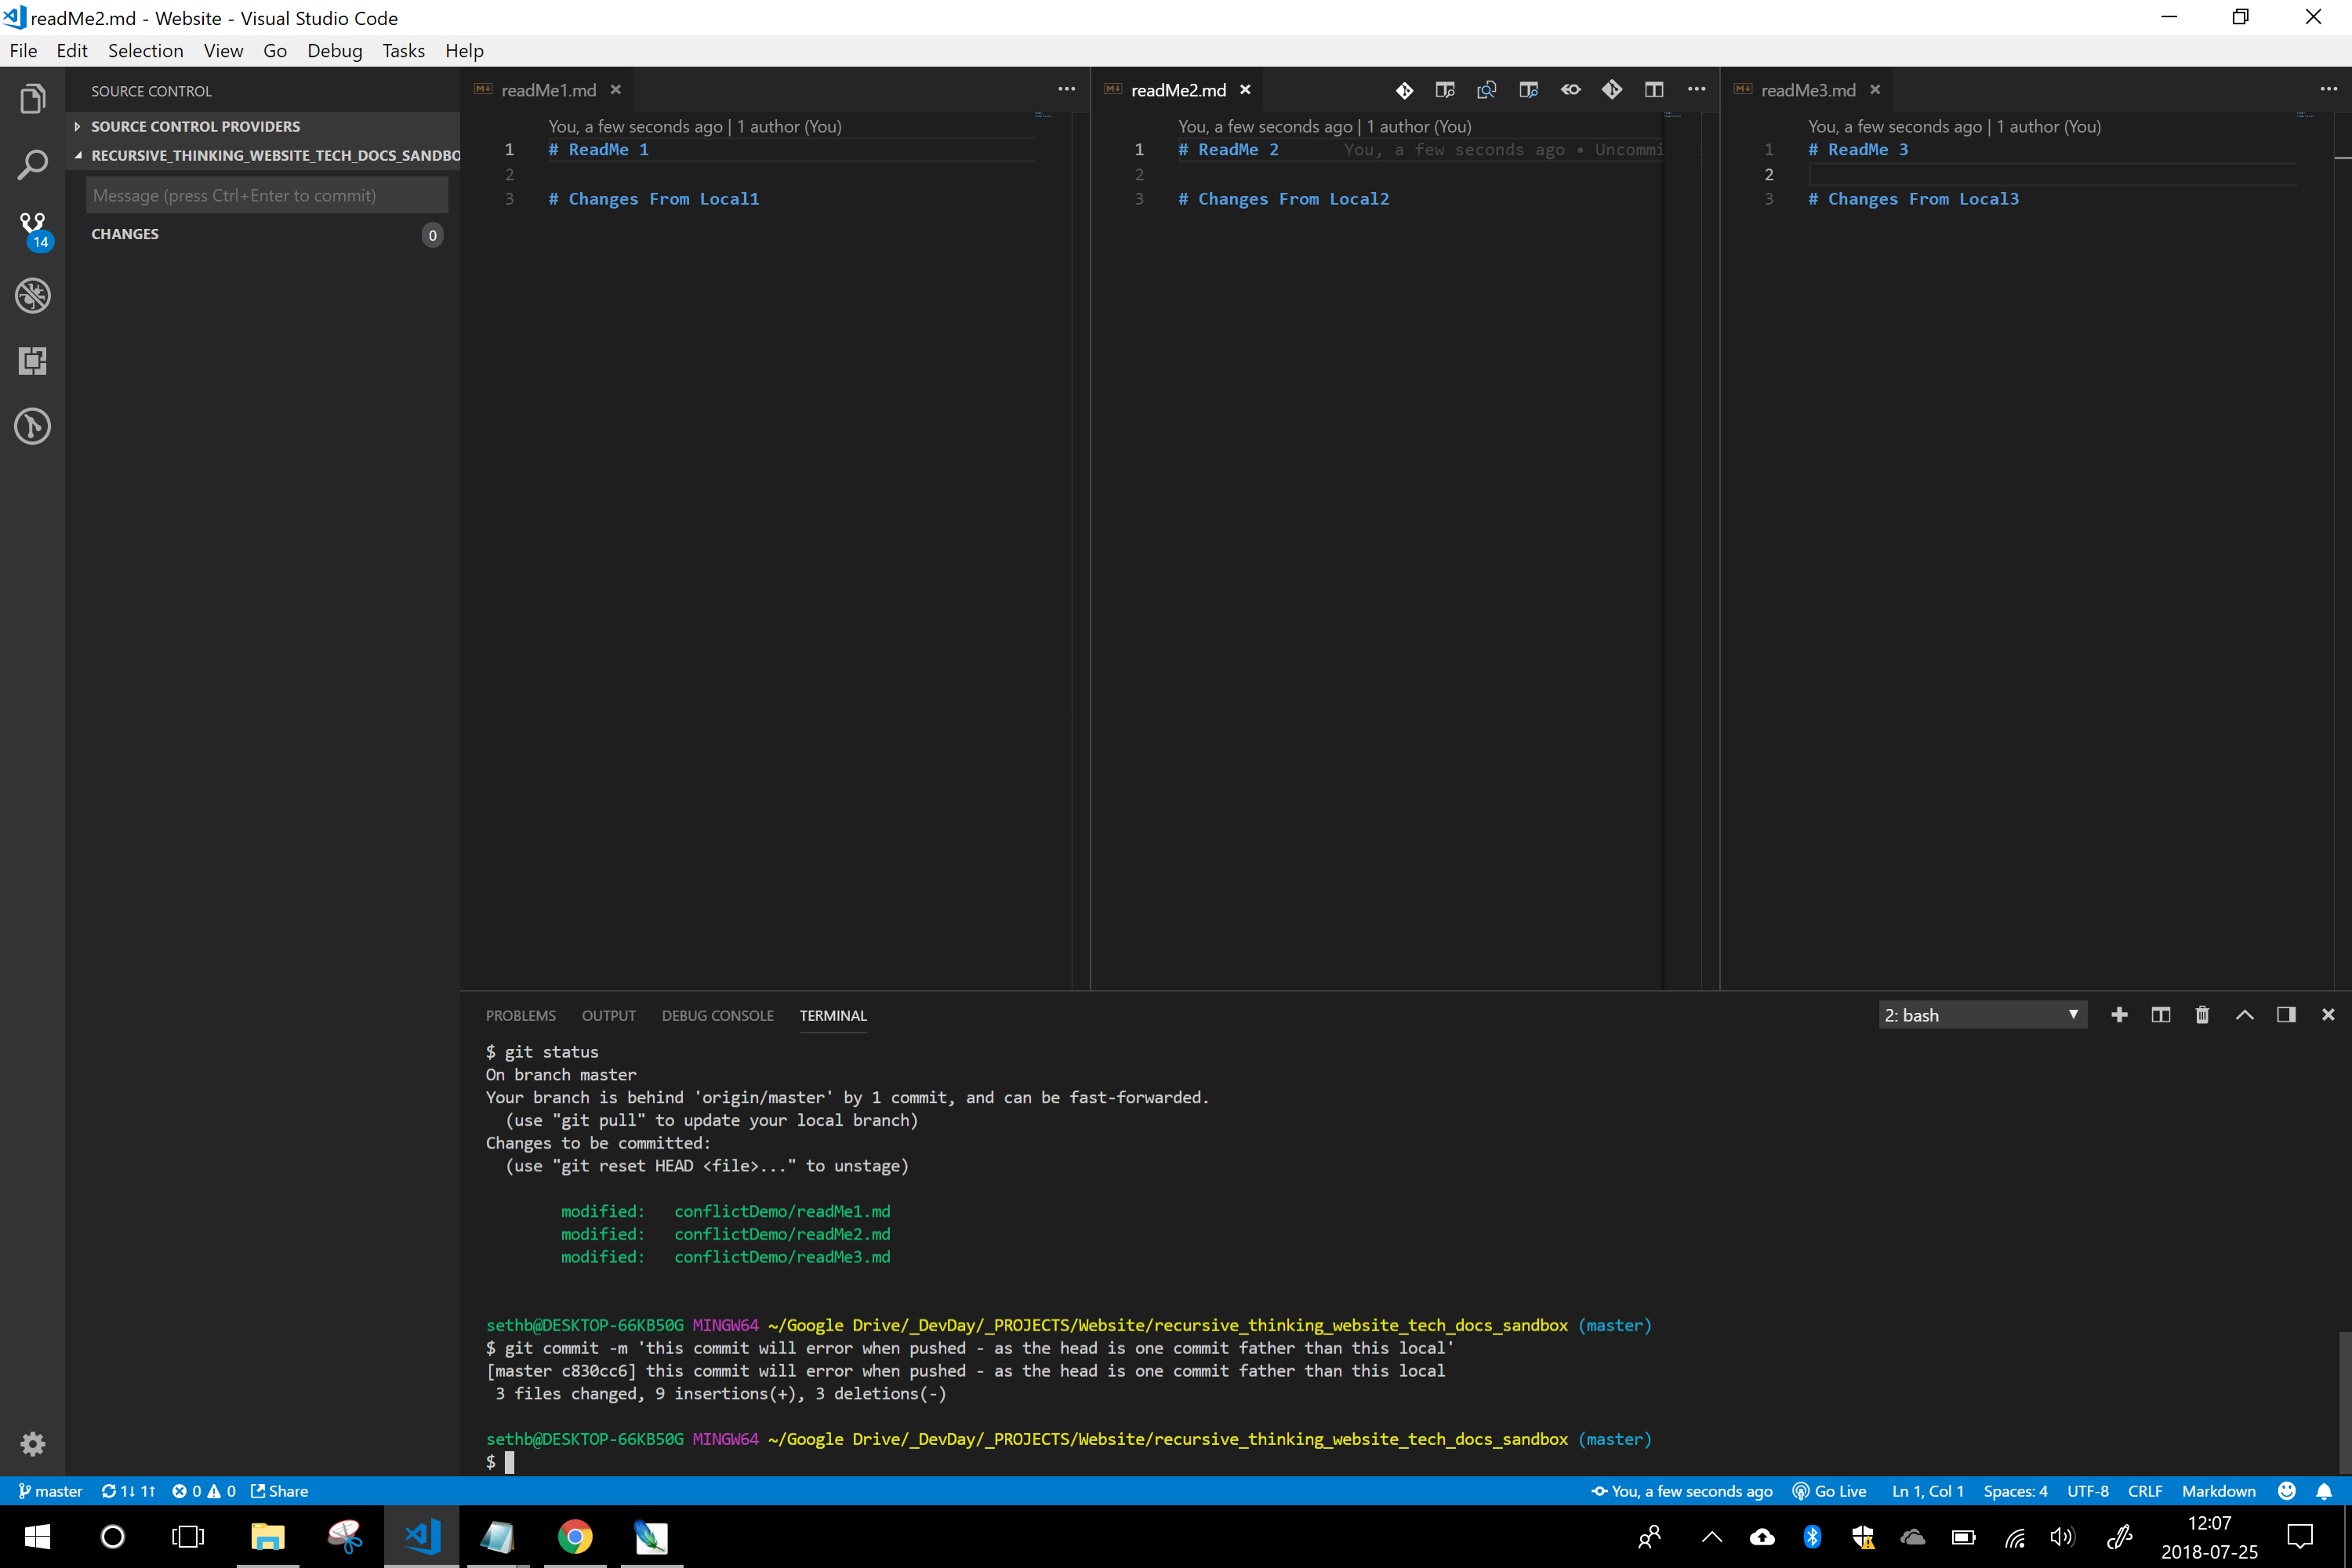 readMe2.md - Website - Visual Studio Code
File Edit Selection View Go Debug Tasks Help
SOURCE CONTROL
SOURCE CONTROL PROVIDERS
RECURSIVE_THINKING_WEBSITE_TECH_DOCS_SANDBO
Message (press Ctrl+Enter to commit)
CHANGES 0
14
readMe1.md
You, a few seconds ago | 1 author (You)
1 # ReadMe 1
2
3 # Changes From Local1
readMe2.md
You, a few seconds ago | 1 author (You)
1 # ReadMe 2 You, a few seconds ago • Uncommi
2
3 # Changes From Local2
readMe3.md
You, a few seconds ago | 1 author (You)
1 # ReadMe 3
2
3 # Changes From Local3
PROBLEMS OUTPUT DEBUG CONSOLE TERMINAL
2: bash
$ git status
On branch master
Your branch is behind 'origin/master' by 1 commit, and can be fast-forwarded.
(use "git pull" to update your local branch)
Changes to be committed:
(use "git reset HEAD <file>..." to unstage)
modified: conflictDemo/readMe1.md
modified: conflictDemo/readMe2.md
modified: conflictDemo/readMe3.md
sethb@DESKTOP-66KB50G MINGW64 ~/Google Drive/_DevDay/_PROJECTS/Website/recursive_thinking_website_tech_docs_sandbox (master)
$ git commit -m 'this commit will error when pushed - as the head is one commit father than this local'
[master c830cc6] this commit will error when pushed - as the head is one commit father than this local
3 files changed, 9 insertions(+), 3 deletions(-)
sethb@DESKTOP-66KB50G MINGW64 ~/Google Drive/_DevDay/_PROJECTS/Website/recursive_thinking_website_tech_docs_sandbox (master)
$
master 1↓ 1↑ 0 0 Share
You, a few seconds ago Go Live Ln 1, Col 1 Spaces: 4 UTF-8 CRLF Markdown
12:07
2018-07-25